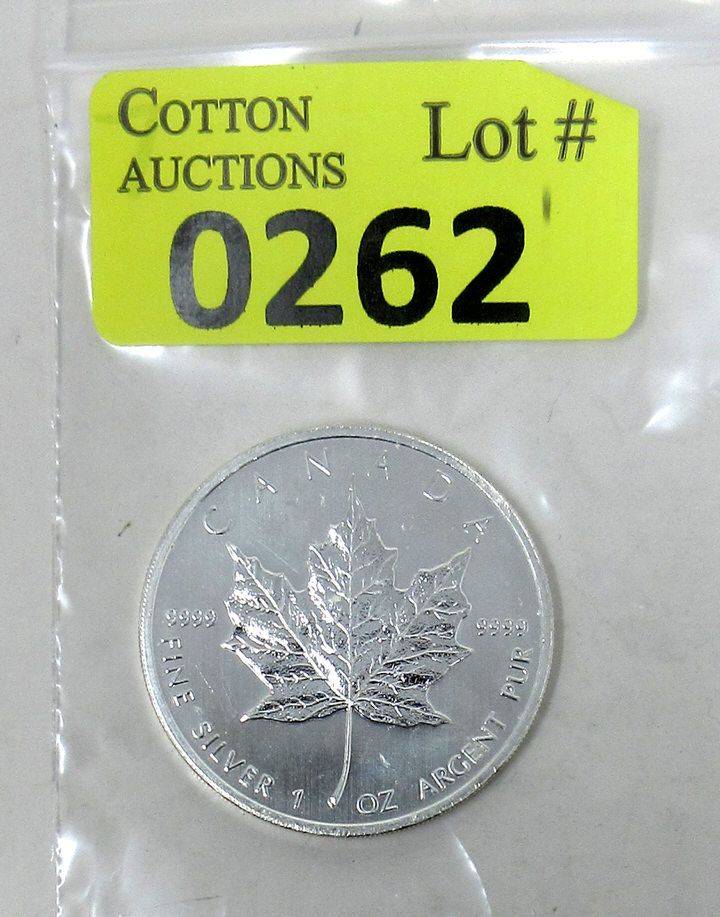 COTTON
AUCTIONS
Lot #
0262
CANADA
9999 9999
FINE SILVER 1 OZ ARGENT PUR